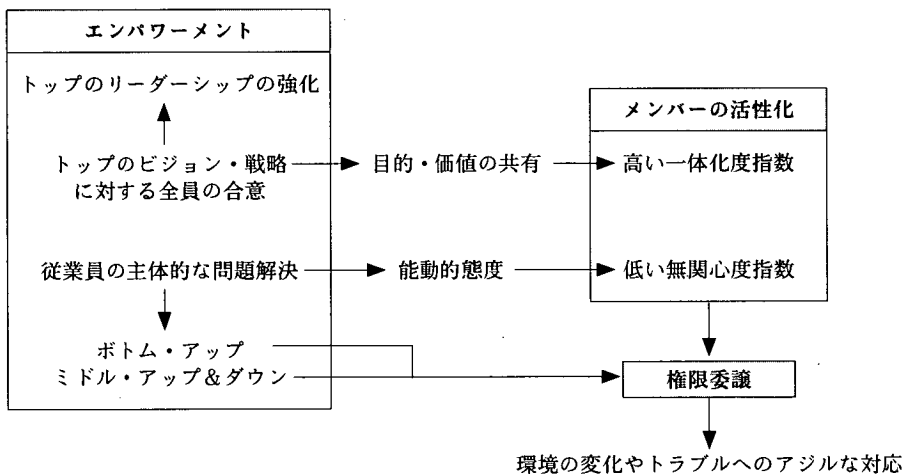 エンパワーメント
トップのリーダーシップの強化
メンバーの活性化
トップのビジョン・戦略
に対する全員の合意
目的・価値の共有
高い一体化度指数
従業員の主体的な問題解決
能動的態度
低い無関心度指数
ボトム・アップ
ミドル・アップ&ダウン
権限委譲
環境の変化やトラブルへのアジルな対応